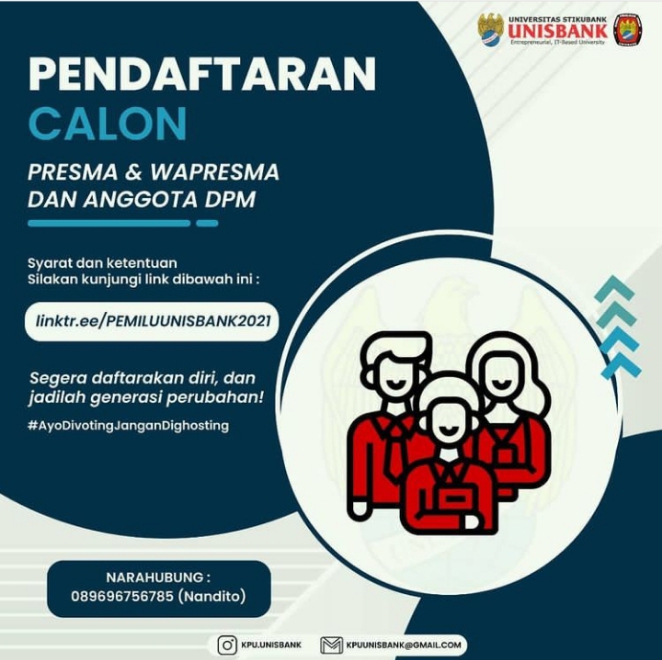 UNIVERSITAS STIKUBANK
UNISBANK
Entrepreneurial, IT-Based University
PENDAFTARAN
CALON
PRESMA & WAPRESMA
DAN ANGGOTA DPM
Syarat dan ketentuan
Silakan kunjungi link dibawah ini :
linktr.ee/PEMILUUNISBANK2021
Segera daftarakan diri, dan
jadilah generasi perubahan!
#AyoDivotingJanganDighosting
NARAHUBUNG :
089696756785 (Nandito)
KPU.UNISBANK
KPUUNISBANK@GMAIL.COM